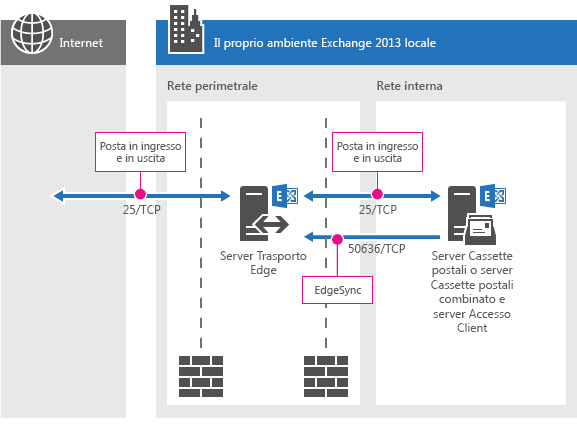 Internet
Il proprio ambiente Exchange 2013 locale
Rete perimetrale
Rete interna
Posta in ingresso
e in uscita
Posta in ingresso
e in uscita
25/TCP
25/TCP
E
E
50636/TCP
Server Trasporto
Edge
EdgeSync
Server Cassette
postali o server
Cassette postali
combinato e
server Accesso
Client